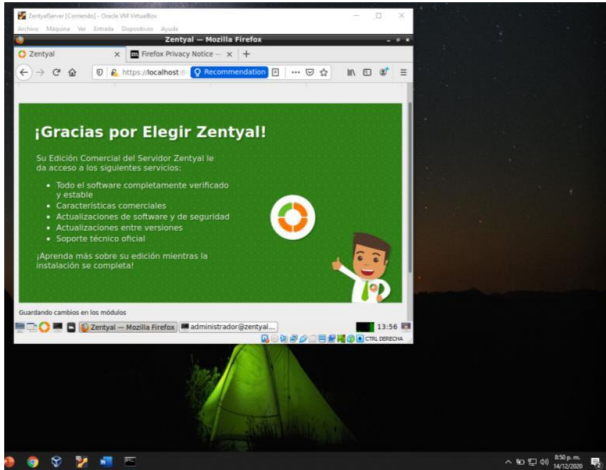 ZentyalServer [Corriendo] - Oracle VM VirtualBox
Archivo Máquina Ver Entrada Dispositivos Ayuda
Zentyal — Mozilla Firefox
Zentyal
Firefox Privacy Notice —
https://localhost:
Recommendation
¡Gracias por Elegir Zentyal!
Su Edición Comercial del Servidor Zentyal le
da acceso a los siguientes servicios:
• Todo el software completamente verificado
y estable
• Características comerciales
• Actualizaciones de software y de seguridad
• Actualizaciones entre versiones
• Soporte técnico oficial
¡Aprenda más sobre su edición mientras la
instalación se completa!
Guardando cambios en los módulos
Zentyal — Mozilla Firefox
administrador@zentyal...
13:56
CTRL DERECHA
8:50 p. m.
14/12/2020